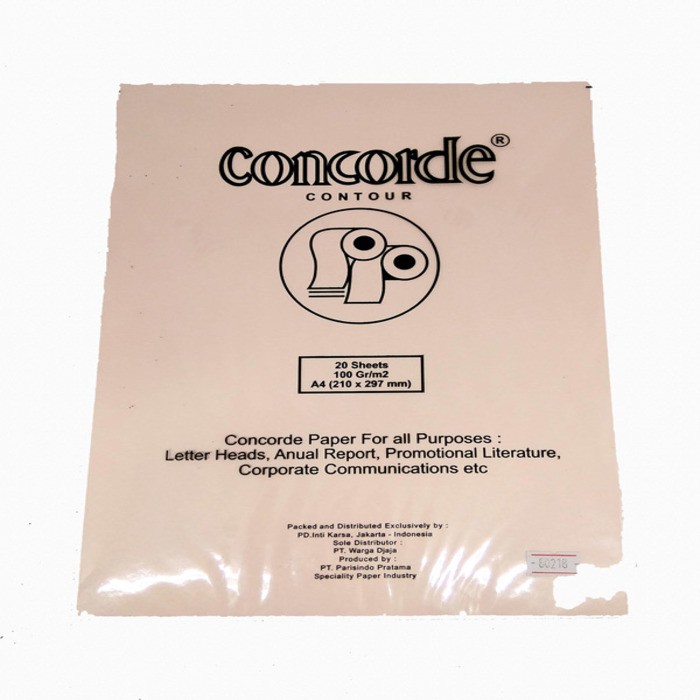 concorde®
CONTOUR
20 Sheets
100 Gr/m2
A4 (210 x 297 mm)
Concorde Paper For all Purposes :
Letter Heads, Anual Report, Promotional Literature,
Corporate Communications etc
Packed and Distributed Exclusively by :
PD.Inti Karsa, Jakarta - Indonesia
Sole Distributor :
PT. Warga Djaja
Produced by :
PT. Parisindo Pratama
Speciality Paper Industry
- 60218 -